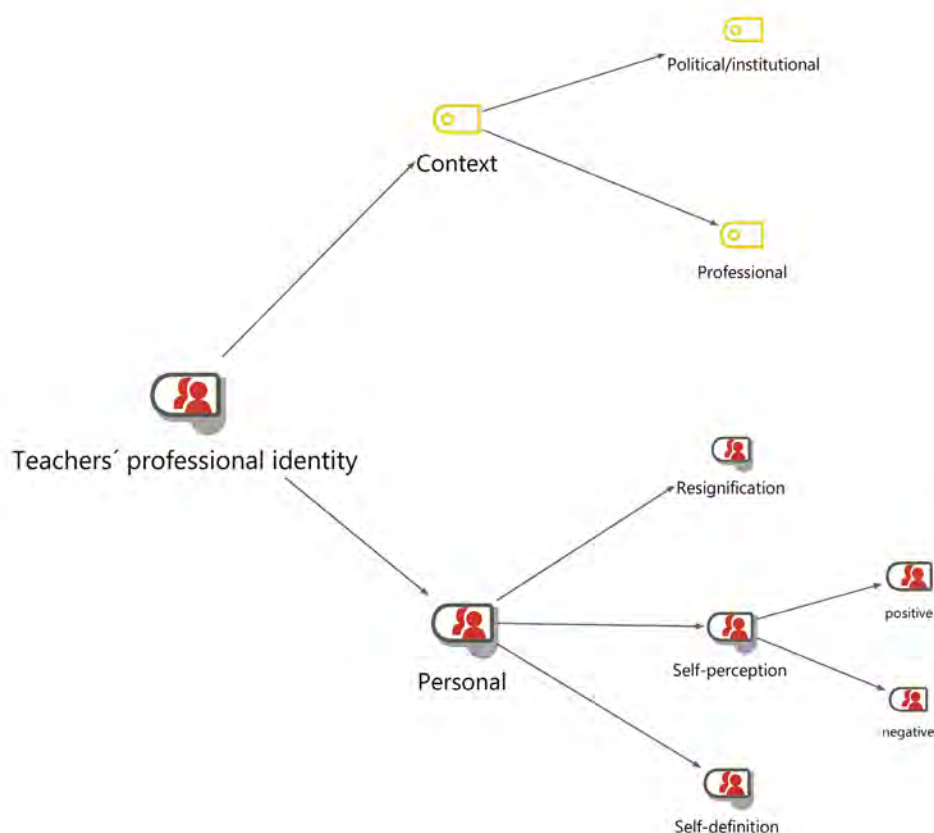 Political/institutional
Context
Professional
Teachers´ professional identity
Resignification
Personal
Self-perception
positive
negative
Self-definition